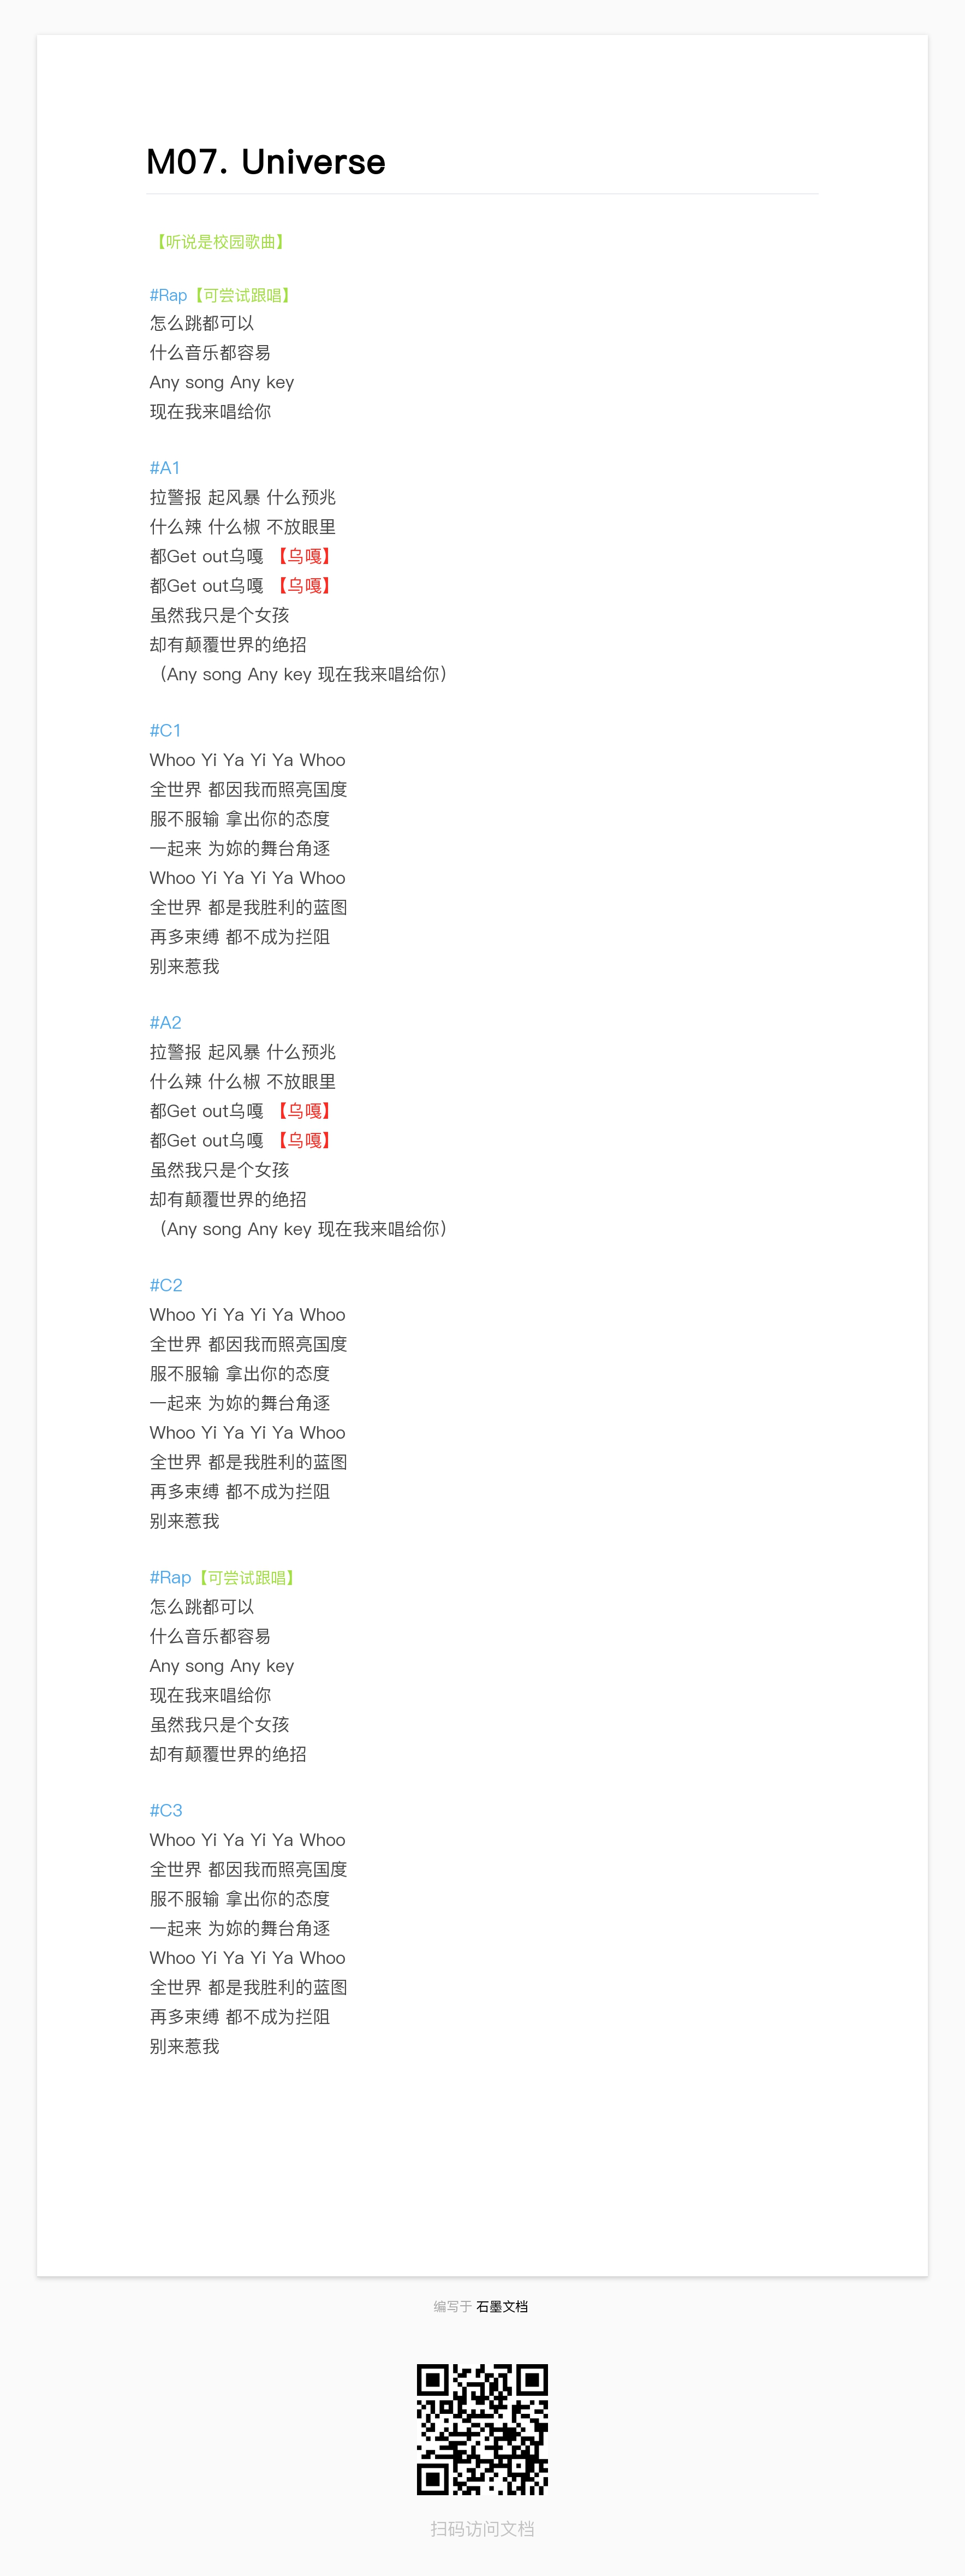 M07. Universe
【听说是校园歌曲】
#Rap【可尝试跟唱】
怎么跳都可以
什么音乐都容易
Any song Any key
现在我来唱给你
#A1
拉警报 起风暴 什么预兆
什么辣 什么椒 不放眼里
都Get out乌嘎 【乌嘎】
都Get out乌嘎 【乌嘎】
虽然我只是个女孩
却有颠覆世界的绝招
（Any song Any key 现在我来唱给你）
#C1
Whoo Yi Ya Yi Ya Whoo
全世界 都因我而照亮国度
服不服输 拿出你的态度
一起来 为妳的舞台角逐
Whoo Yi Ya Yi Ya Whoo
全世界 都是我胜利的蓝图
再多束缚 都不成为拦阻
别来惹我
#A2
拉警报 起风暴 什么预兆
什么辣 什么椒 不放眼里
都Get out乌嘎 【乌嘎】
都Get out乌嘎 【乌嘎】
虽然我只是个女孩
却有颠覆世界的绝招
（Any song Any key 现在我来唱给你）
#C2
Whoo Yi Ya Yi Ya Whoo
全世界 都因我而照亮国度
服不服输 拿出你的态度
一起来 为妳的舞台角逐
Whoo Yi Ya Yi Ya Whoo
全世界 都是我胜利的蓝图
再多束缚 都不成为拦阻
别来惹我
#Rap【可尝试跟唱】
怎么跳都可以
什么音乐都容易
Any song Any key
现在我来唱给你
虽然我只是个女孩
却有颠覆世界的绝招
#C3
Whoo Yi Ya Yi Ya Whoo
全世界 都因我而照亮国度
服不服输 拿出你的态度
一起来 为妳的舞台角逐
Whoo Yi Ya Yi Ya Whoo
全世界 都是我胜利的蓝图
再多束缚 都不成为拦阻
别来惹我
编写于 石墨文档
扫码访问文档